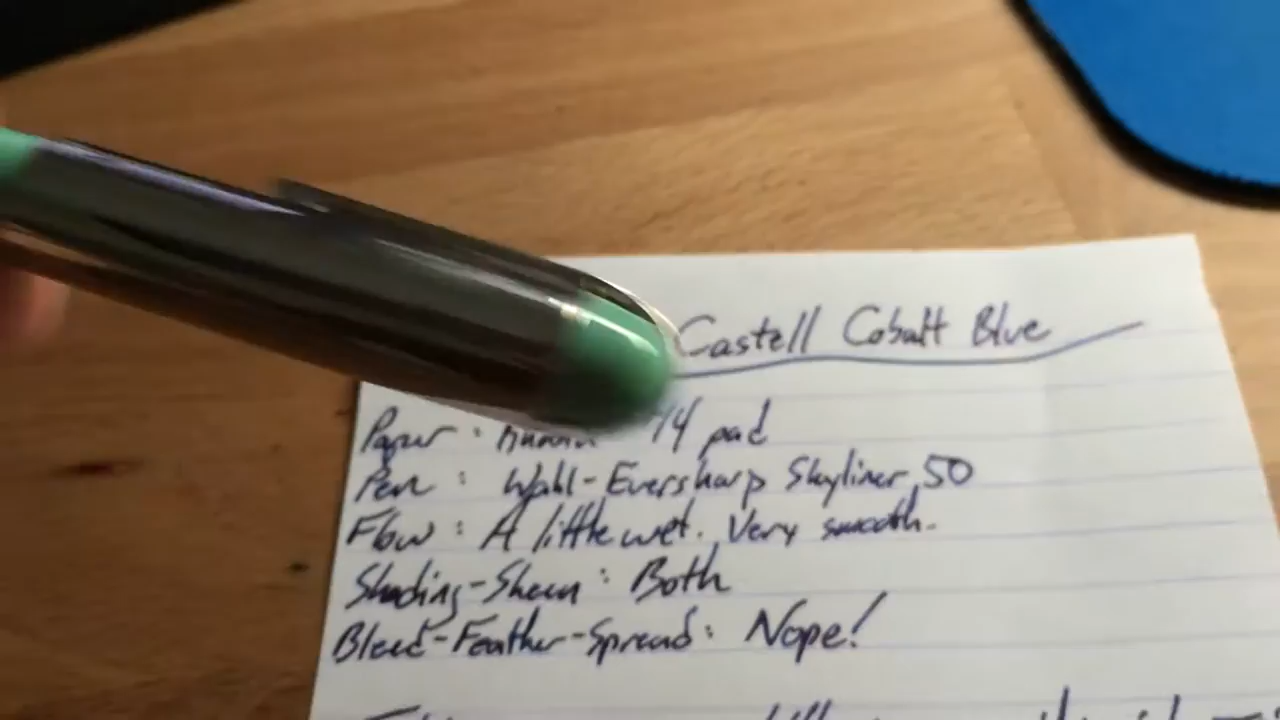 Castell Cobalt Blue
Paper: 14 pad
Pen: Wahl-Eversharp Skyliner 50
Flow: A little wet. Very smooth.
Shading-Sheen: Both
Bleed-Feather-Spread: Nope!